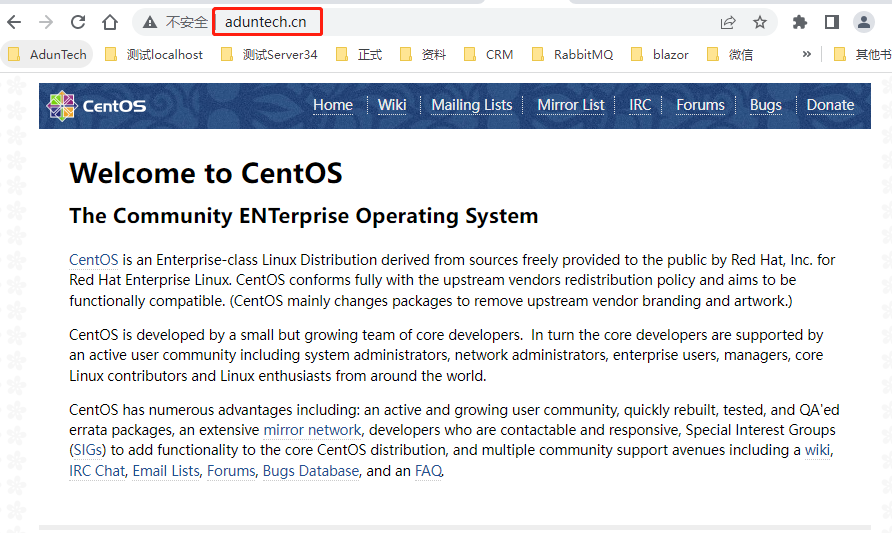 不安全 aduntech.cn
AdunTech 测试localhost 测试Server34 正式 资料 CRM RabbitMQ blazor 微信 » 其他书
CentOS Home Wiki Mailing Lists Mirror List IRC Forums Bugs Donate
Welcome to CentOS
The Community ENTerprise Operating System
CentOS is an Enterprise-class Linux Distribution derived from sources freely provided to the public by Red Hat, Inc. for
Red Hat Enterprise Linux. CentOS conforms fully with the upstream vendors redistribution policy and aims to be
functionally compatible. (CentOS mainly changes packages to remove upstream vendor branding and artwork.)
CentOS is developed by a small but growing team of core developers. In turn the core developers are supported by
an active user community including system administrators, network administrators, enterprise users, managers, core
Linux contributors and Linux enthusiasts from around the world.
CentOS has numerous advantages including: an active and growing user community, quickly rebuilt, tested, and QA'ed
errata packages, an extensive mirror network, developers who are contactable and responsive, Special Interest Groups
(SIGs) to add functionality to the core CentOS distribution, and multiple community support avenues including a wiki,
IRC Chat, Email Lists, Forums, Bugs Database, and an FAQ.